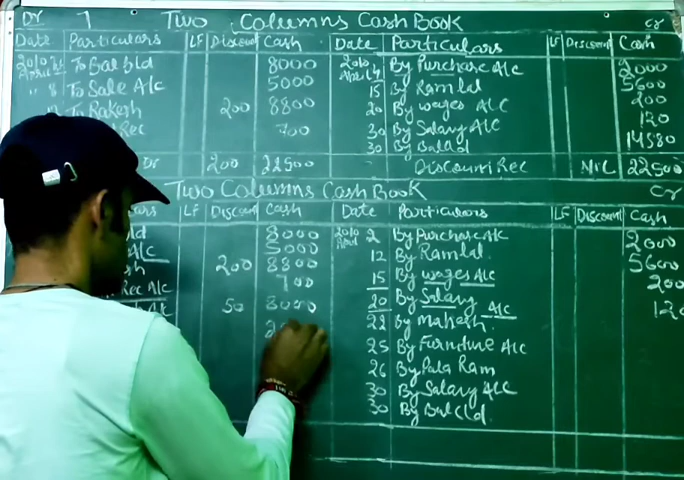 Dr 1 Two Columns Cash Book Cr
Date Particulars LF Discount Cash Date Particulars LF Discount Cash
2010 April 1st To Bal b/d 8000 2010 April 4 By Purchase A/c 2000
" 8 To Sale A/c 5000 15 By Ramlal 5600
To Rakesh 200 8800 20 By wages A/C 200
Rec 700 30 By Salary A/C 120
30 By Balcd 14580
Dr 200 22500 Discount Rec NIL 22500
Two Columns Cash Book Cr
ars LF Discount Cash Date Particulars LF Discount Cash
b/d 8000 2010 April 2 By Purchase A/c 2000
A/c 5000 12 By Ramlal 5600
sh 200 8800 15 By wages A/c 200
Rec A/c 700 20 By Salary A/c 120
A/c 50 8000 22 By Mahesh.
25 By Furniture A/c
26 By Pala Ram
30 By Salary A/C
30 By Bal c/d